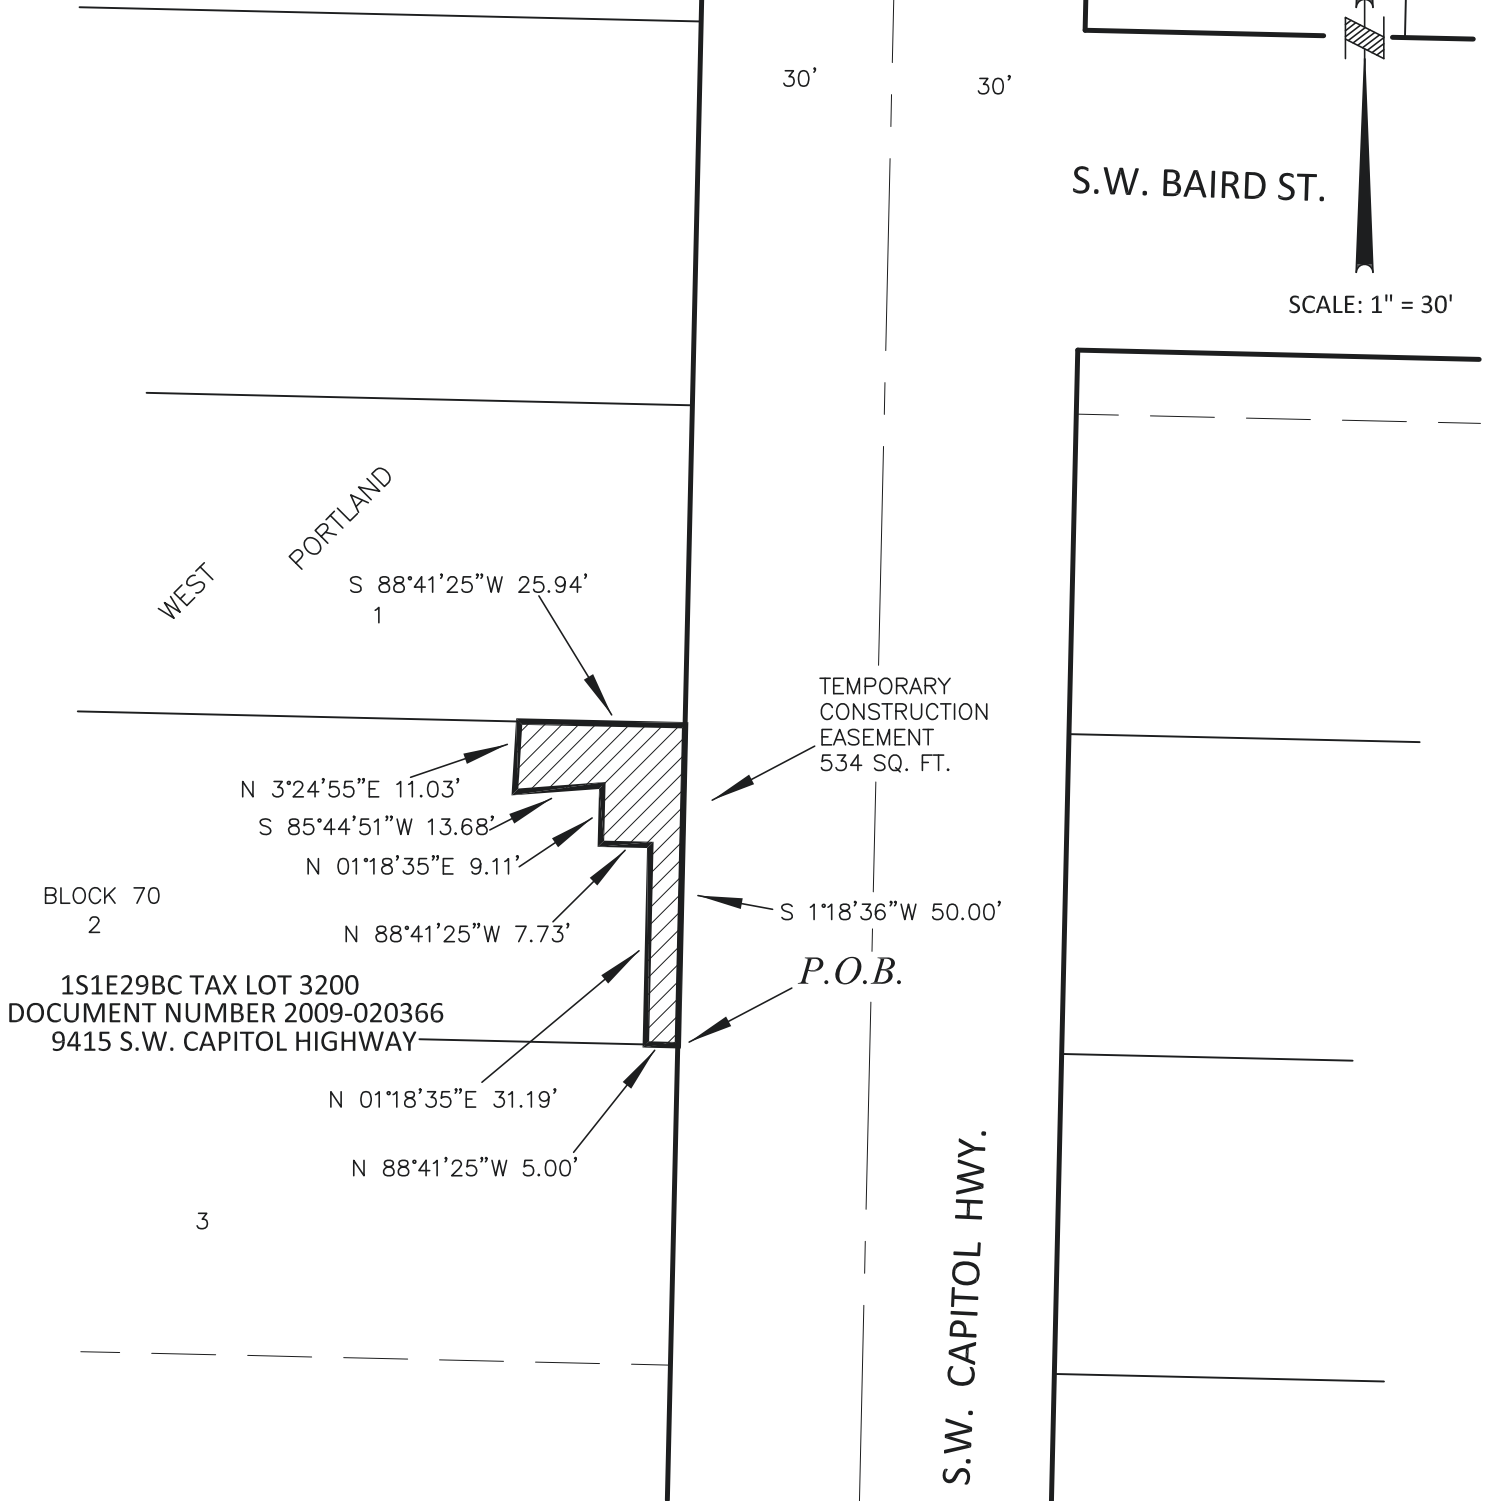 30’
30’
S.W. BAIRD ST.
SCALE: 1" = 30'
WEST PORTLAND
S 88°41’25”W 25.94’
1
TEMPORARY
CONSTRUCTION
EASEMENT
534 SQ. FT.
N 3°24’55”E 11.03’
S 85°44’51”W 13.68’
N 01°18’35”E 9.11’
BLOCK 70
2
N 88°41’25”W 7.73’
S 1°18’36”W 50.00’
P.O.B.
1S1E29BC TAX LOT 3200
DOCUMENT NUMBER 2009-020366
9415 S.W. CAPITOL HIGHWAY
N 01°18’35”E 31.19’
N 88°41’25”W 5.00’
3
S.W. CAPITOL HWY.